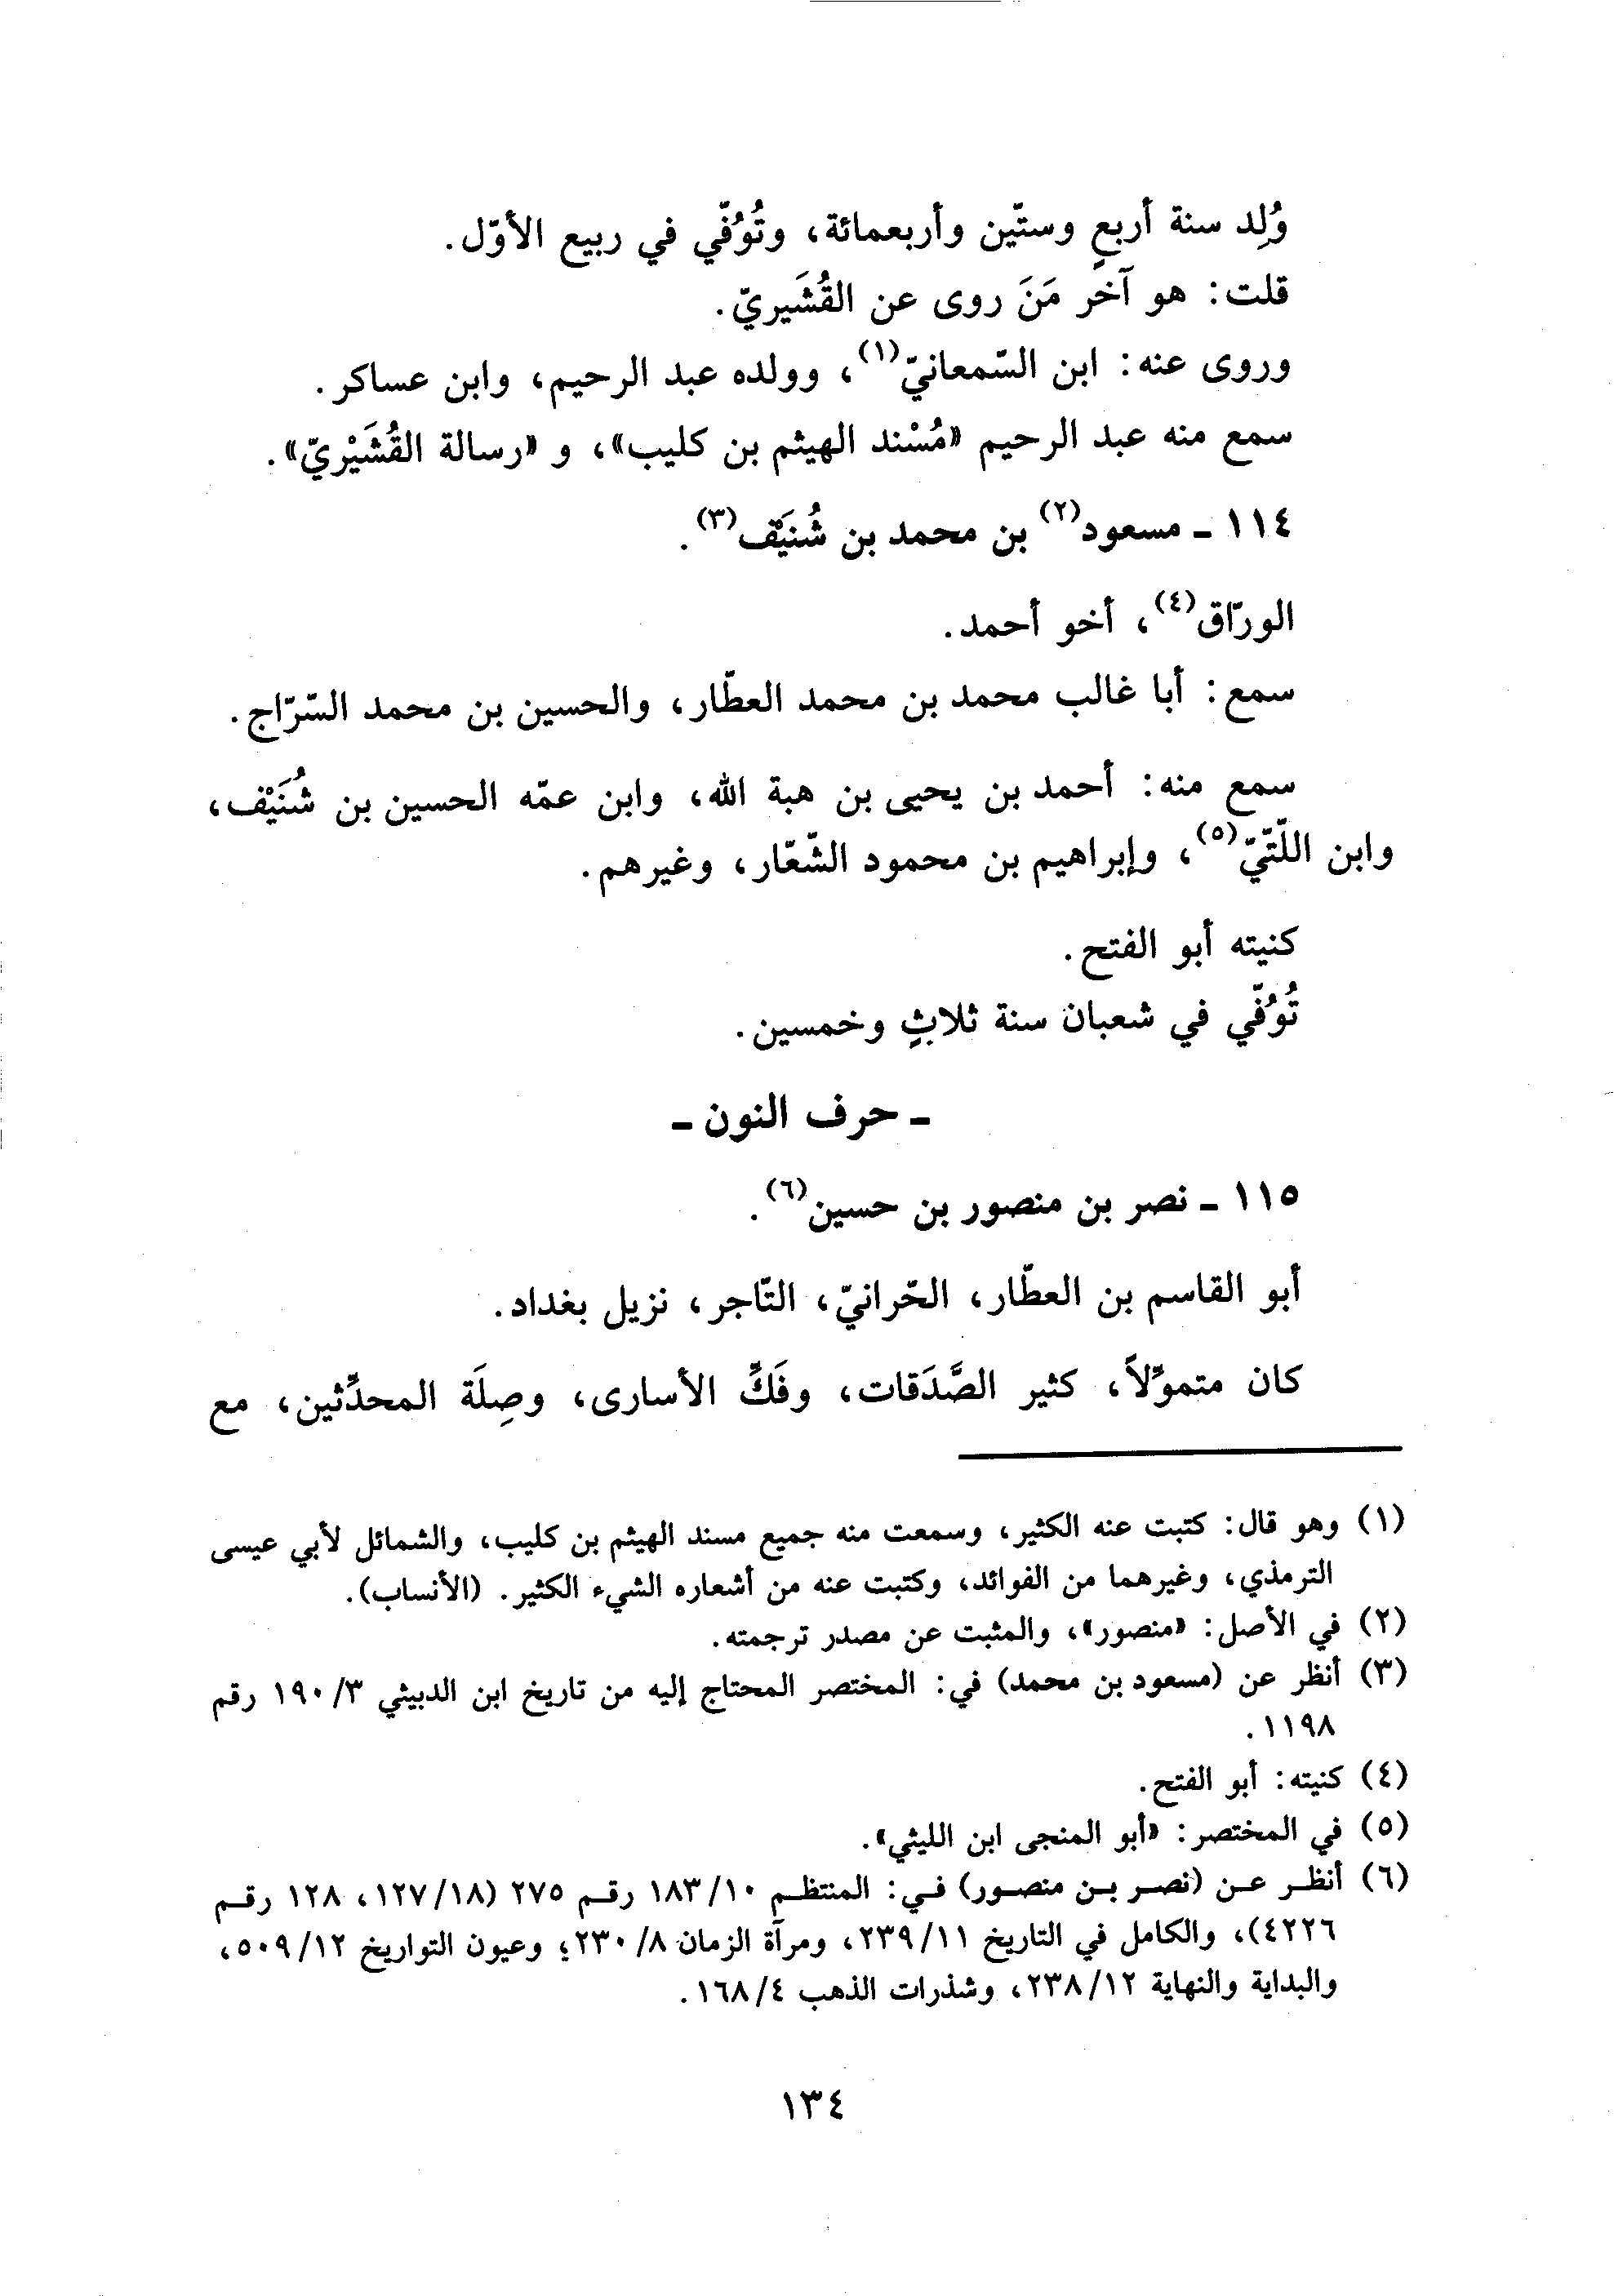 وُلِد سنة أربعٍ وستّين وأربعمائة، وتُوُفّي في ربيع الأوّل.
قلت: هو آخر مَنَ روى عن القُشَيريّ.
وروى عنه: ابن السّمعانيّ(١)، وولده عبد الرحيم، وابن عساكر.
سمع منه عبد الرحيم «مُسْند الهيثم بن كليب»، و «رسالة القُشَيْريّ».
١١٤ ـ مسعود(٢) بن محمد بن شُنَيْف(٣).
الورّاق(٤)، أخو أحمد.
سمع: أبا غالب محمد بن محمد العطّار، والحسين بن محمد السّرّاج.
سمع منه: أحمد بن يحيى بن هبة الله، وابن عمّه الحسين بن شُنَيْف،
وابن اللّتّيّ(٥)، وإبراهيم بن محمود الشّعّار، وغيرهم.
كنيته أبو الفتح.
تُوُفّي في شعبان سنة ثلاثٍ وخمسين.
ـ حرف النون ـ
١١٥ ـ نصر بن منصور بن حسين(٦).
أبو القاسم بن العطّار، الحّرانيّ، التّاجر، نزيل بغداد.
كان متموِّلاً، كثير الصَّدَقات، وفَكِّ الأسارى، وصِلَة المحدِّثين، مع
(١) وهو قال: كتبت عنه الكثير، وسمعت منه جميع مسند الهيثم بن كليب، والشمائل لأبي عيسى
الترمذي، وغيرهما من الفوائد، وكتبت عنه من أشعاره الشيء الكثير. (الأنساب).
(٢) في الأصل: «منصور»، والمثبت عن مصدر ترجمته.
(٣) أنظر عن (مسعود بن محمد) في: المختصر المحتاج إليه من تاريخ ابن الدبيثي ٣/ ١٩٠ رقم
١١٩٨.
(٤) كنيته: أبو الفتح.
(٥) في المختصر: «أبو المنجى ابن الليثي».
(٦) أنظر عن (نصر بن منصور) في: المنتظم ١٠/ ١٨٣ رقم ٢٧٥ (١٨/ ١٢٧، ١٢٨ رقم
٤٢٢٦)، والكامل في التاريخ ١١/ ٢٣٩، ومرآة الزمان ٨/ ٢٣٠؛ وعيون التواريخ ١٢/ ٥٠٩،
والبداية والنهاية ١٢/ ٢٣٨، وشذرات الذهب ٤/ ١٦٨.
١٣٤